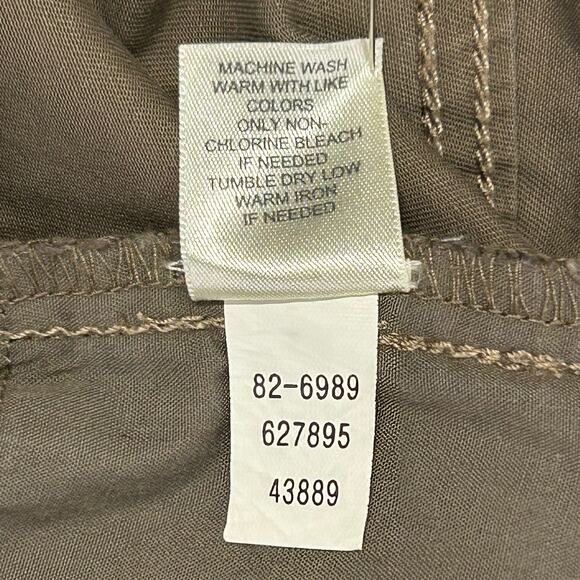 MACHINE WASH
WARM WITH LIKE
COLORS
ONLY NON-
CHLORINE BLEACH
IF NEEDED
TUMBLE DRY LOW
WARM IRON
IF NEEDED
82-6989
627895
43889